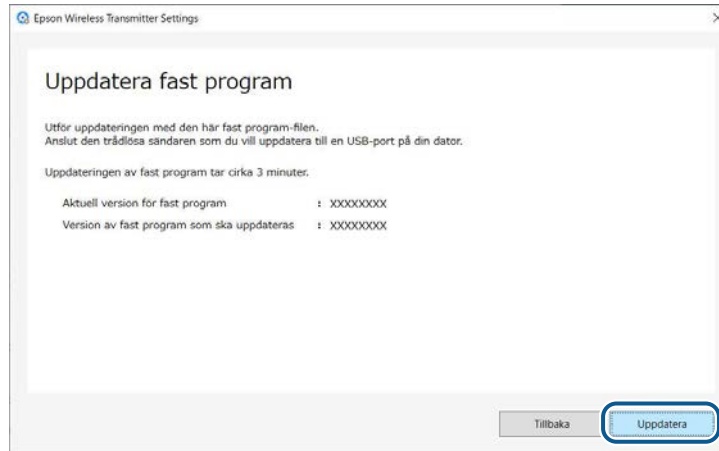 Epson Wireless Transmitter Settings
Uppdatera fast program
Utför uppdateringen med den här fast program-filen.
Anslut den trådlösa sändaren som du vill uppdatera till en USB-port på din dator.
Uppdateringen av fast program tar cirka 3 minuter.
Aktuell version för fast program : XXXXXXXX
Version av fast program som ska uppdateras : XXXXXXXX
Tillbaka Uppdatera